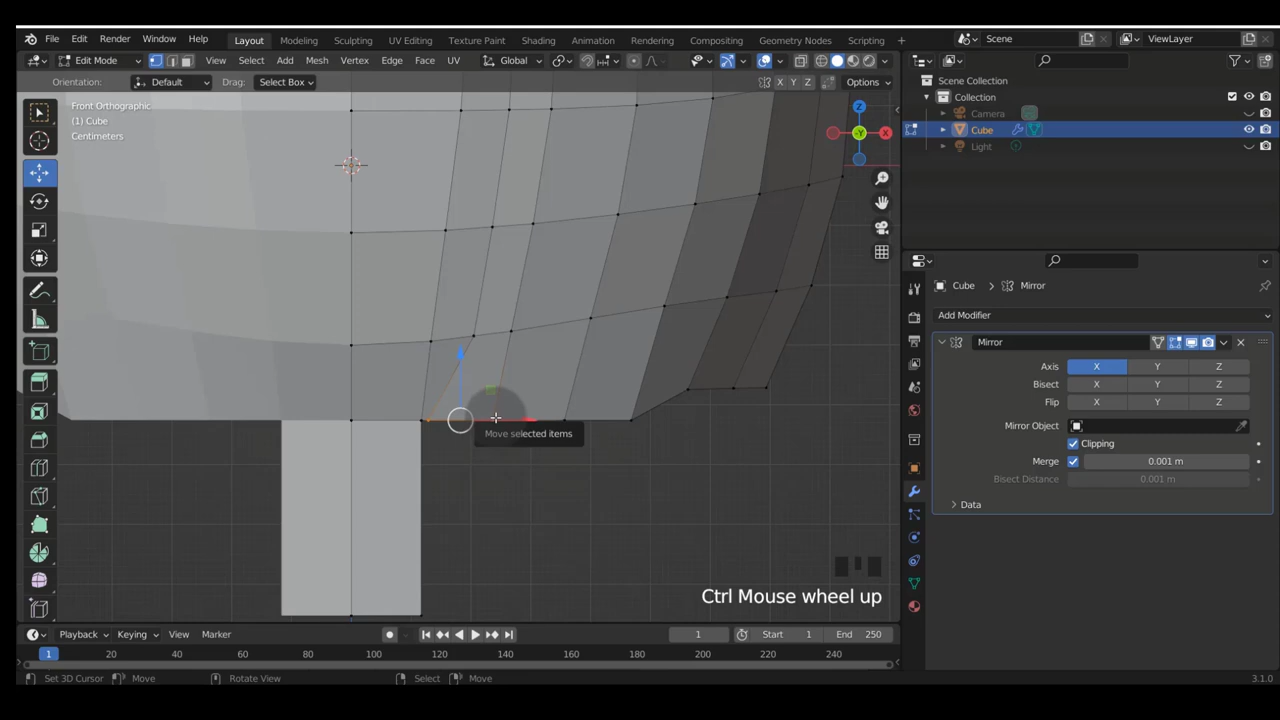 File Edit Render Window Help Layout Modeling Sculpting UV Editing Texture Paint Shading Animation Rendering Compositing Geometry Nodes Scripting + Scene ViewLayer
Edit Mode View Select Add Mesh Vertex Edge Face UV Global
Orientation: Default Drag: Select Box X Y Z Options
Front Orthographic
(1) Cube
Centimeters
Z
-Y
X
Move selected items
Ctrl Mouse wheel up
Scene Collection
Collection
Camera
Cube
Light
Cube > Mirror
Add Modifier
Mirror
Axis X Y Z
Bisect X Y Z
Flip X Y Z
Mirror Object
Clipping
Merge 0.001 m
Bisect Distance 0.001 m
Data
Playback Keying View Marker 1 Start 1 End 250
1 20 40 60 80 100 120 140 160 180 200 220 240
Set 3D Cursor Move Rotate View Select Move 3.1.0